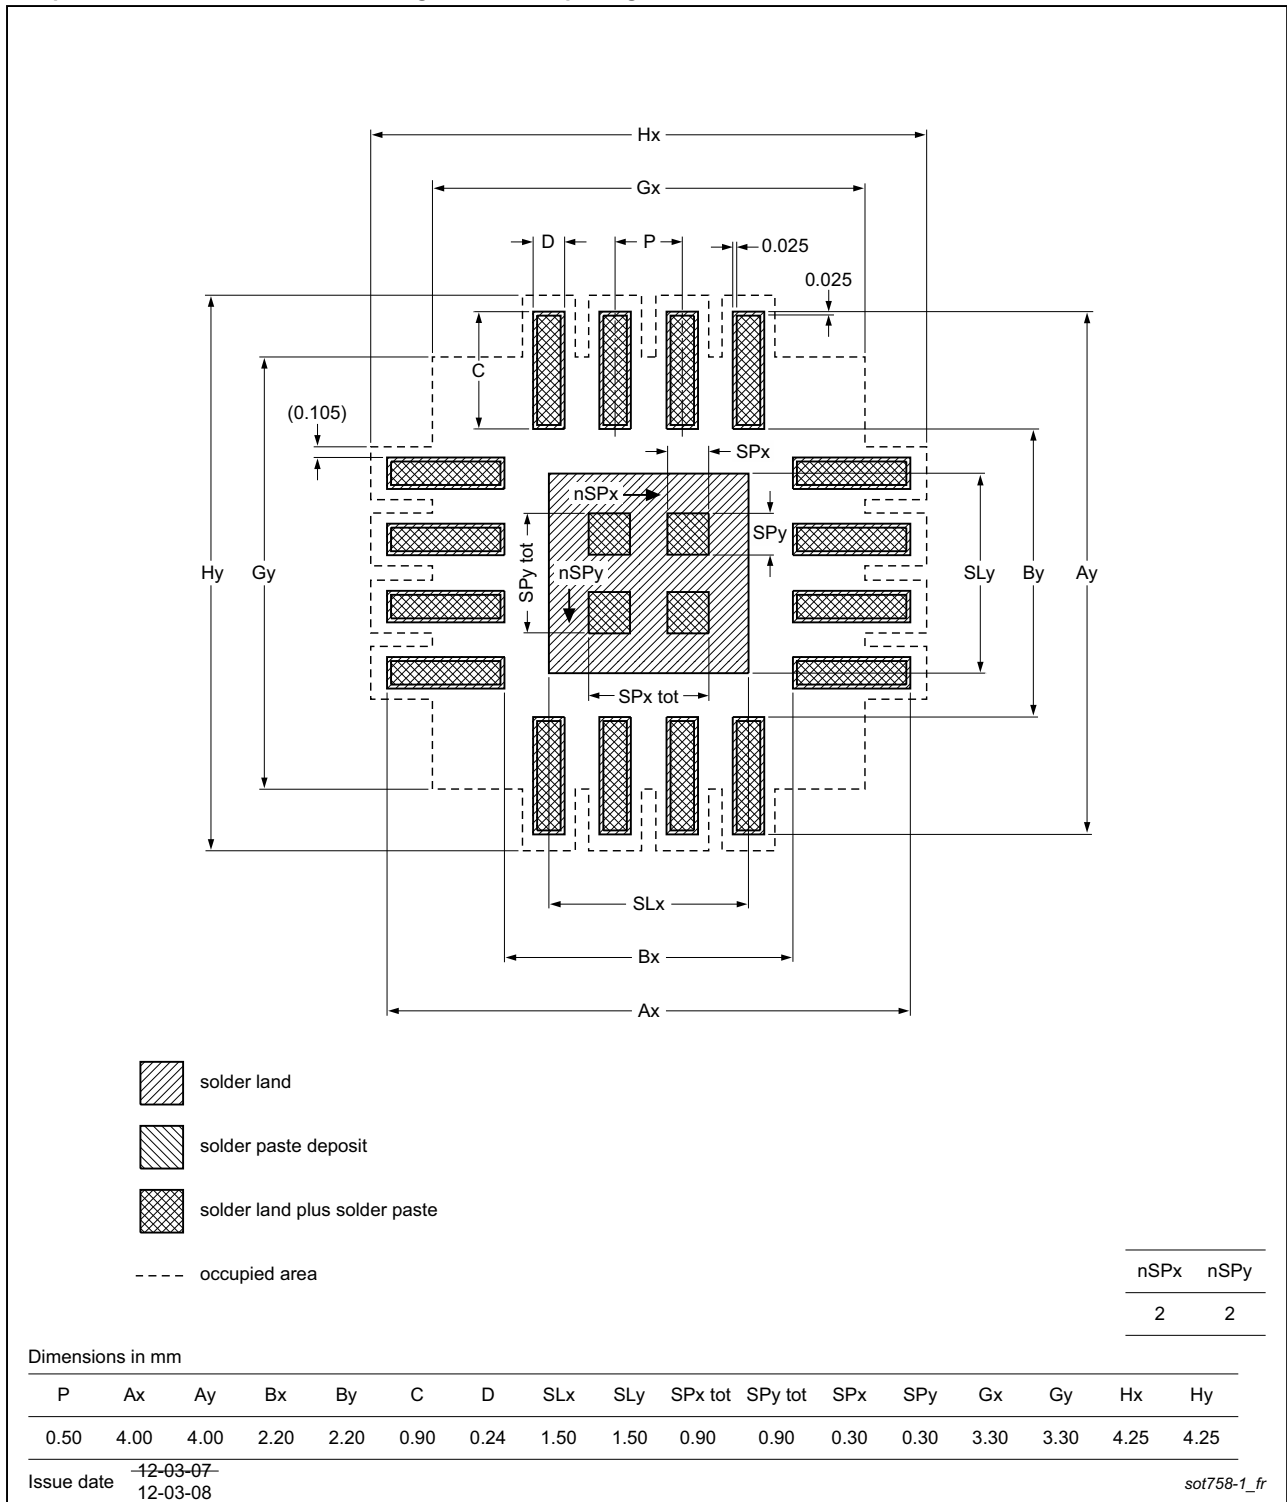 Hx
Gx
D P 0.025
0.025
C
(0.105)
SPx
nSPx
SPy
SPy tot
nSPy
Hy Gy SLy By Ay
SPx tot
SLx
Bx
Ax
solder land
solder paste deposit
solder land plus solder paste
occupied area
nSPx nSPy
2 2
Dimensions in mm
P Ax Ay Bx By C D SLx SLy SPx tot SPy tot SPx SPy Gx Gy Hx Hy
0.50 4.00 4.00 2.20 2.20 0.90 0.24 1.50 1.50 0.90 0.90 0.30 0.30 3.30 3.30 4.25 4.25
Issue date 12-03-07
12-03-08
sot758-1_fr